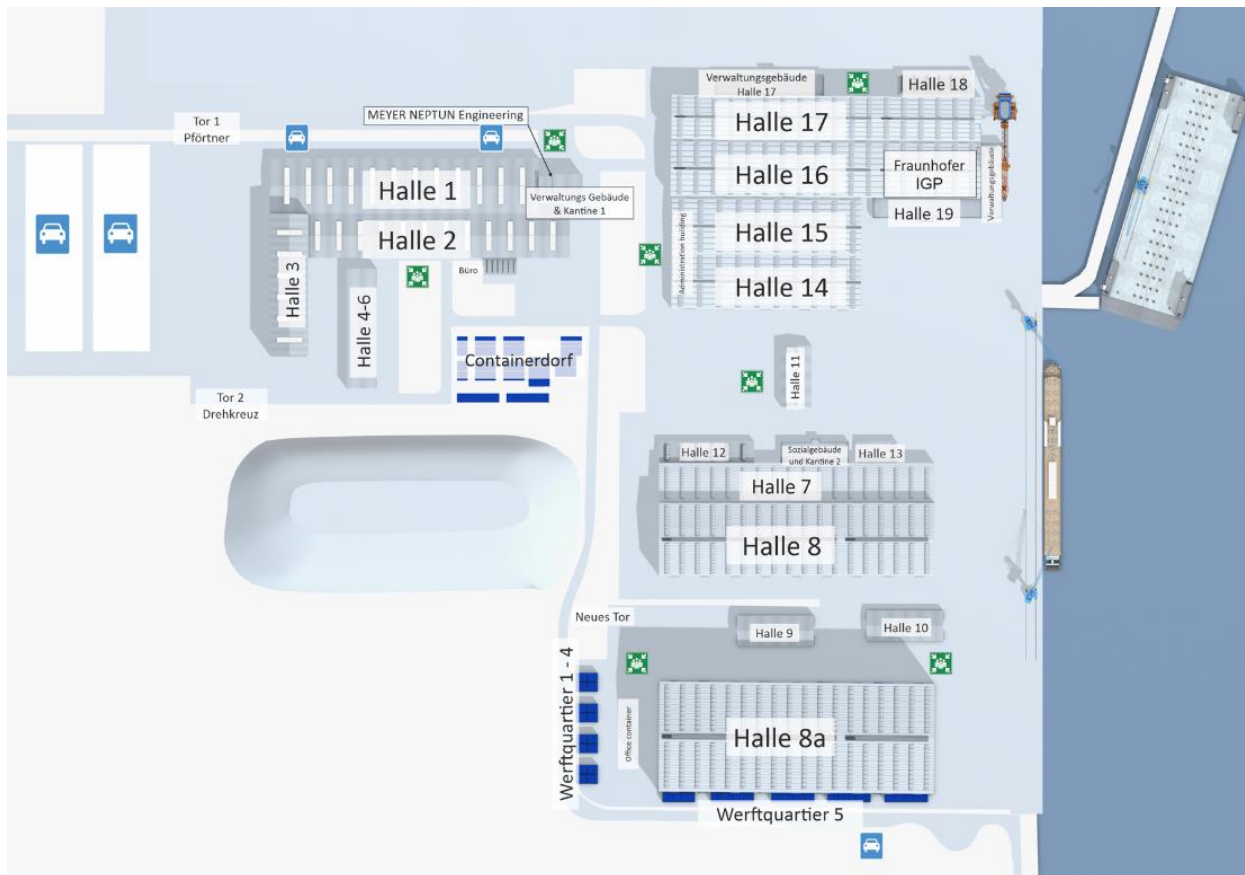 Verwaltungsgebäude
Halle 17
Halle 18
MEYER NEPTUN Engineering
Tor 1
Pförtner
Halle 17
Halle 1
Halle 16
Fraunhofer
IGP
Verwaltungsgebäude
Verwaltungs Gebäude
& Kantine 1
Halle 19
Halle 2
Halle 15
Administration building
Büro
Halle 3
Halle 4-6
Halle 14
Containerdorf
Halle 11
Tor 2
Drehkreuz
Halle 12
Sozialgebäude
und Kantine 2
Halle 13
Halle 7
Halle 8
Neues Tor
Halle 9
Halle 10
Werftquartier 1 - 4
Office container
Halle 8a
Werftquartier 5